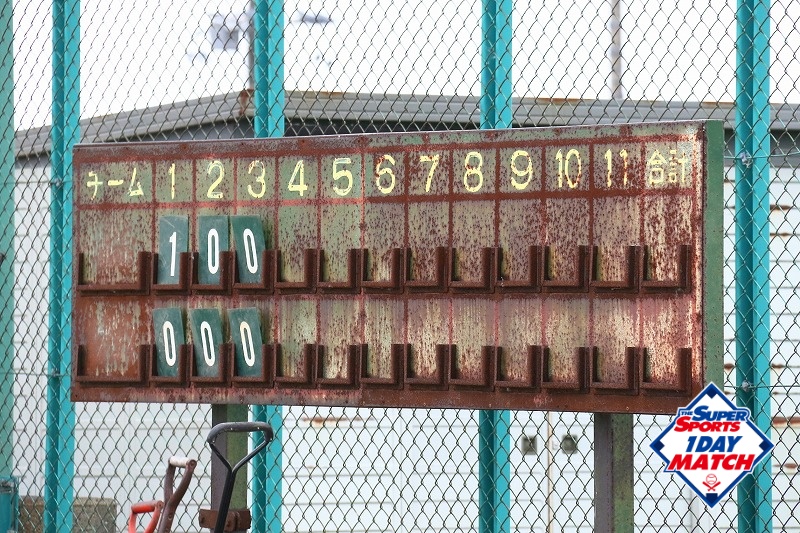 チーム 1 2 3 4 5 6 7 8 9 10 11 合計
1 0 0
0 0 0
THE SUPER
SPORTS
1DAY
MATCH